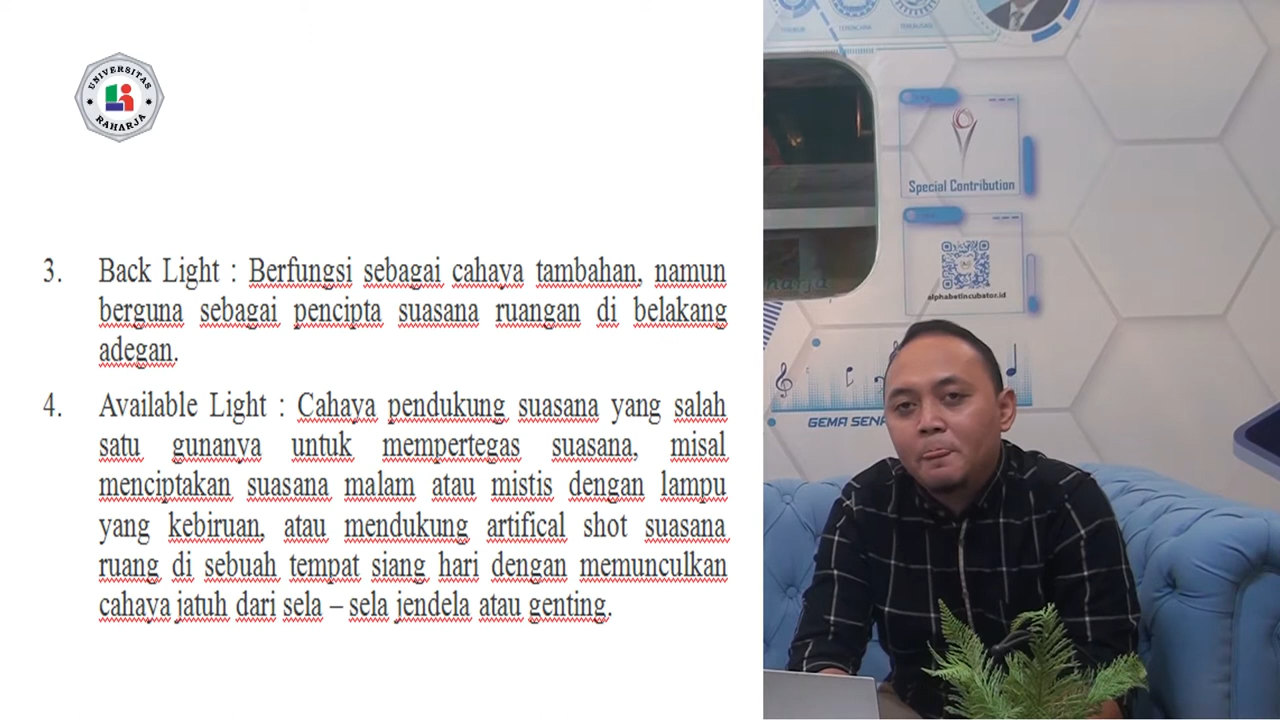 UNIVERSITAS
RAHARJA
3. Back Light : Berfungsi sebagai cahaya tambahan, namun
berguna sebagai pencipta suasana ruangan di belakang
adegan.
4. Available Light : Cahaya pendukung suasana yang salah
satu gunanya untuk mempertegas suasana, misal
menciptakan suasana malam atau mistis dengan lampu
yang kebiruan, atau mendukung artifical shot suasana
ruang di sebuah tempat siang hari dengan memunculkan
cahaya jatuh dari sela – sela jendela atau genting.
Special Contribution
alphabetincubator.id
GEMA SENA